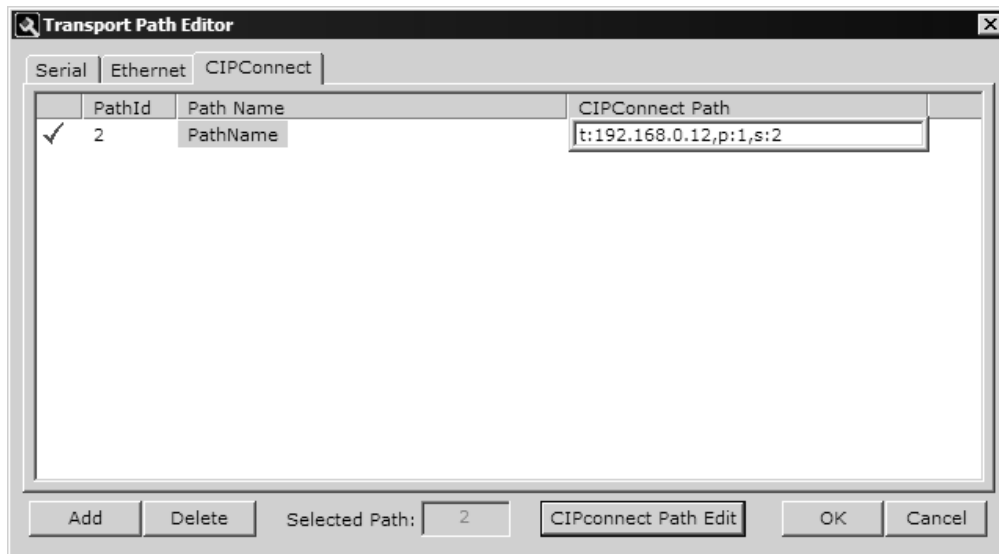 Transport Path Editor
Serial Ethernet CIPConnect
PathId Path Name CIPConnect Path
2 PathName t:192.168.0.12,p:1,s:2
Add Delete Selected Path: 2 CIPconnect Path Edit OK Cancel